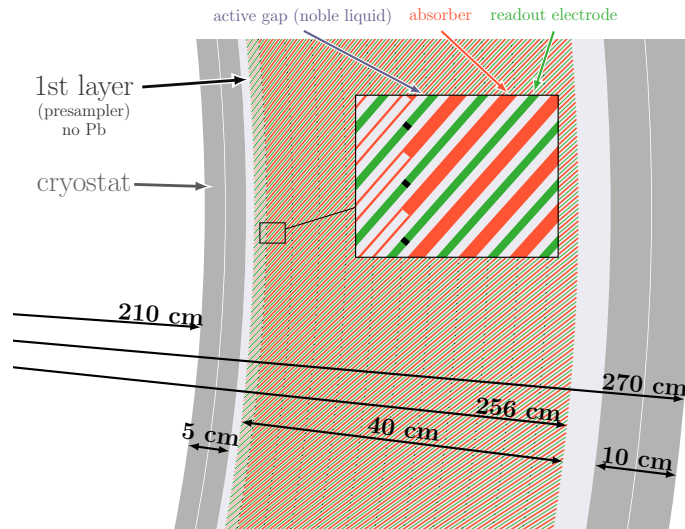 active gap (noble liquid) absorber readout electrode
1st layer
(presampler)
no Pb
cryostat
210 cm
270 cm
256 cm
40 cm
5 cm
10 cm